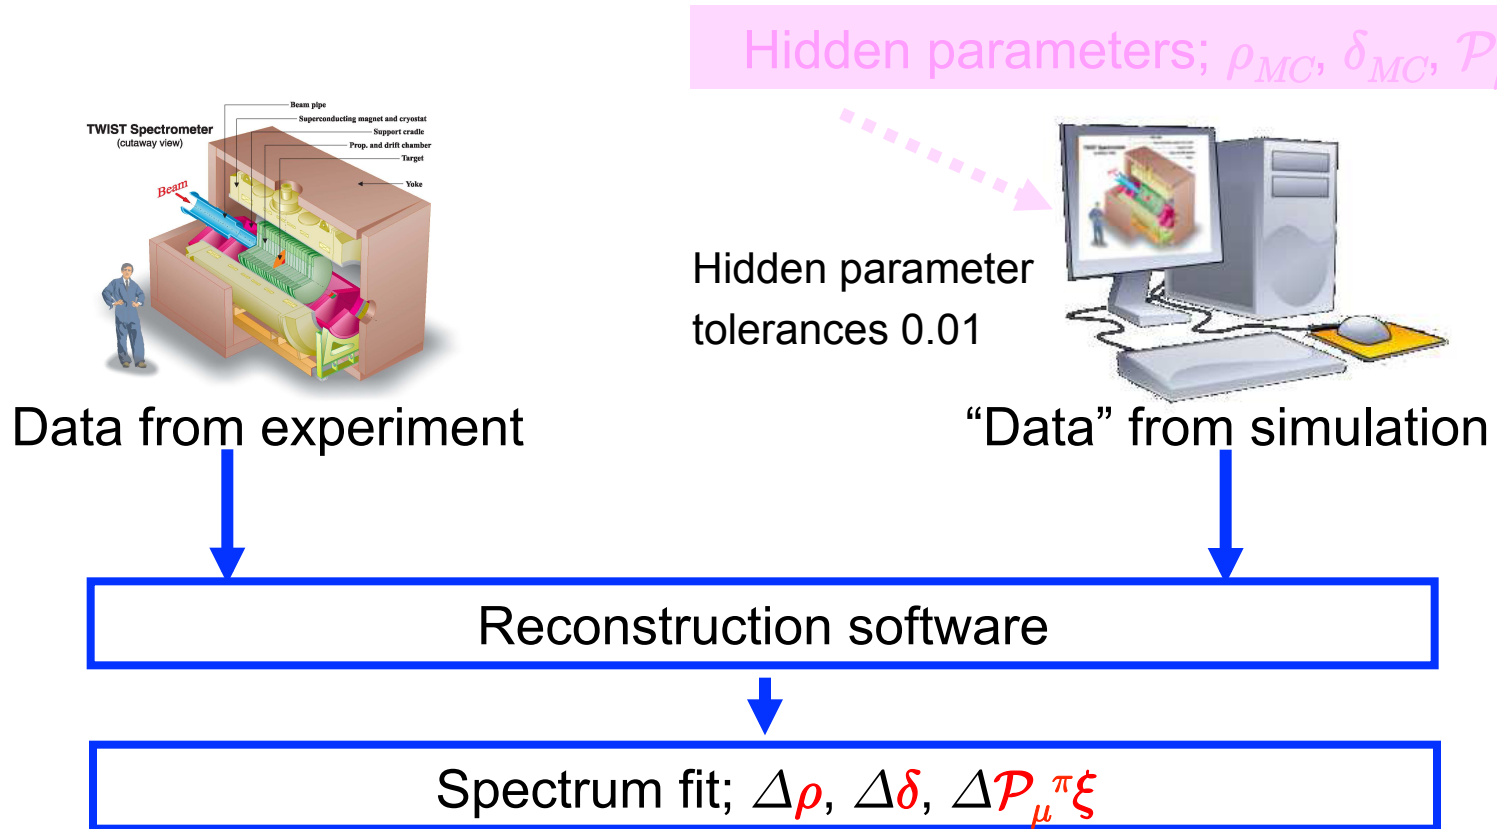 Hidden parameters; ρ_MC, δ_MC, 𝒫
TWIST Spectrometer
(cutaway view)
Beam pipe
Superconducting magnet and cryostat
Support cradle
Prop. and drift chamber
Target
Yoke
Beam
Hidden parameter
tolerances 0.01
Data from experiment
“Data” from simulation
Reconstruction software
Spectrum fit; Δρ, Δδ, Δ𝒫_μ^π ξ